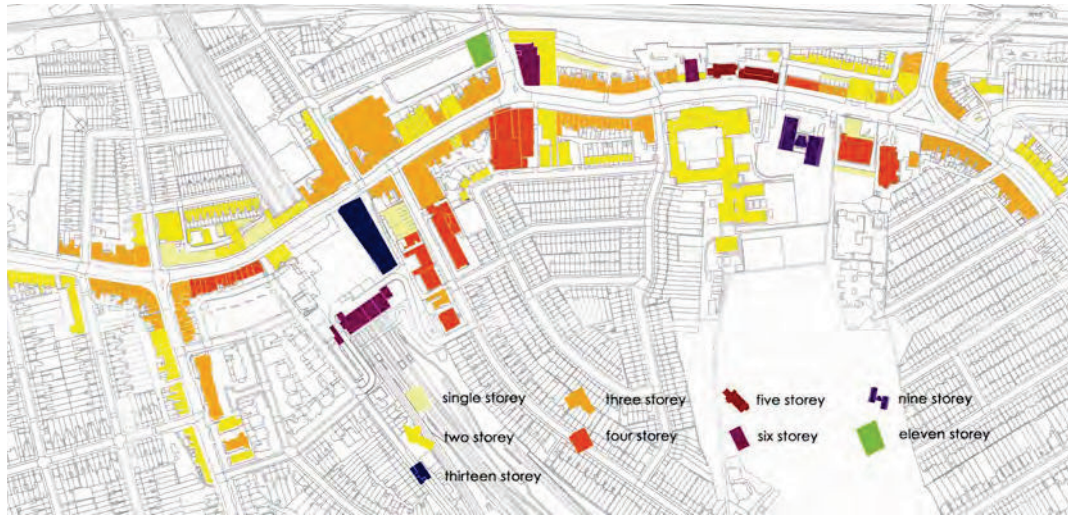 single storey
three storey
five storey
nine storey
two storey
four storey
six storey
eleven storey
thirteen storey